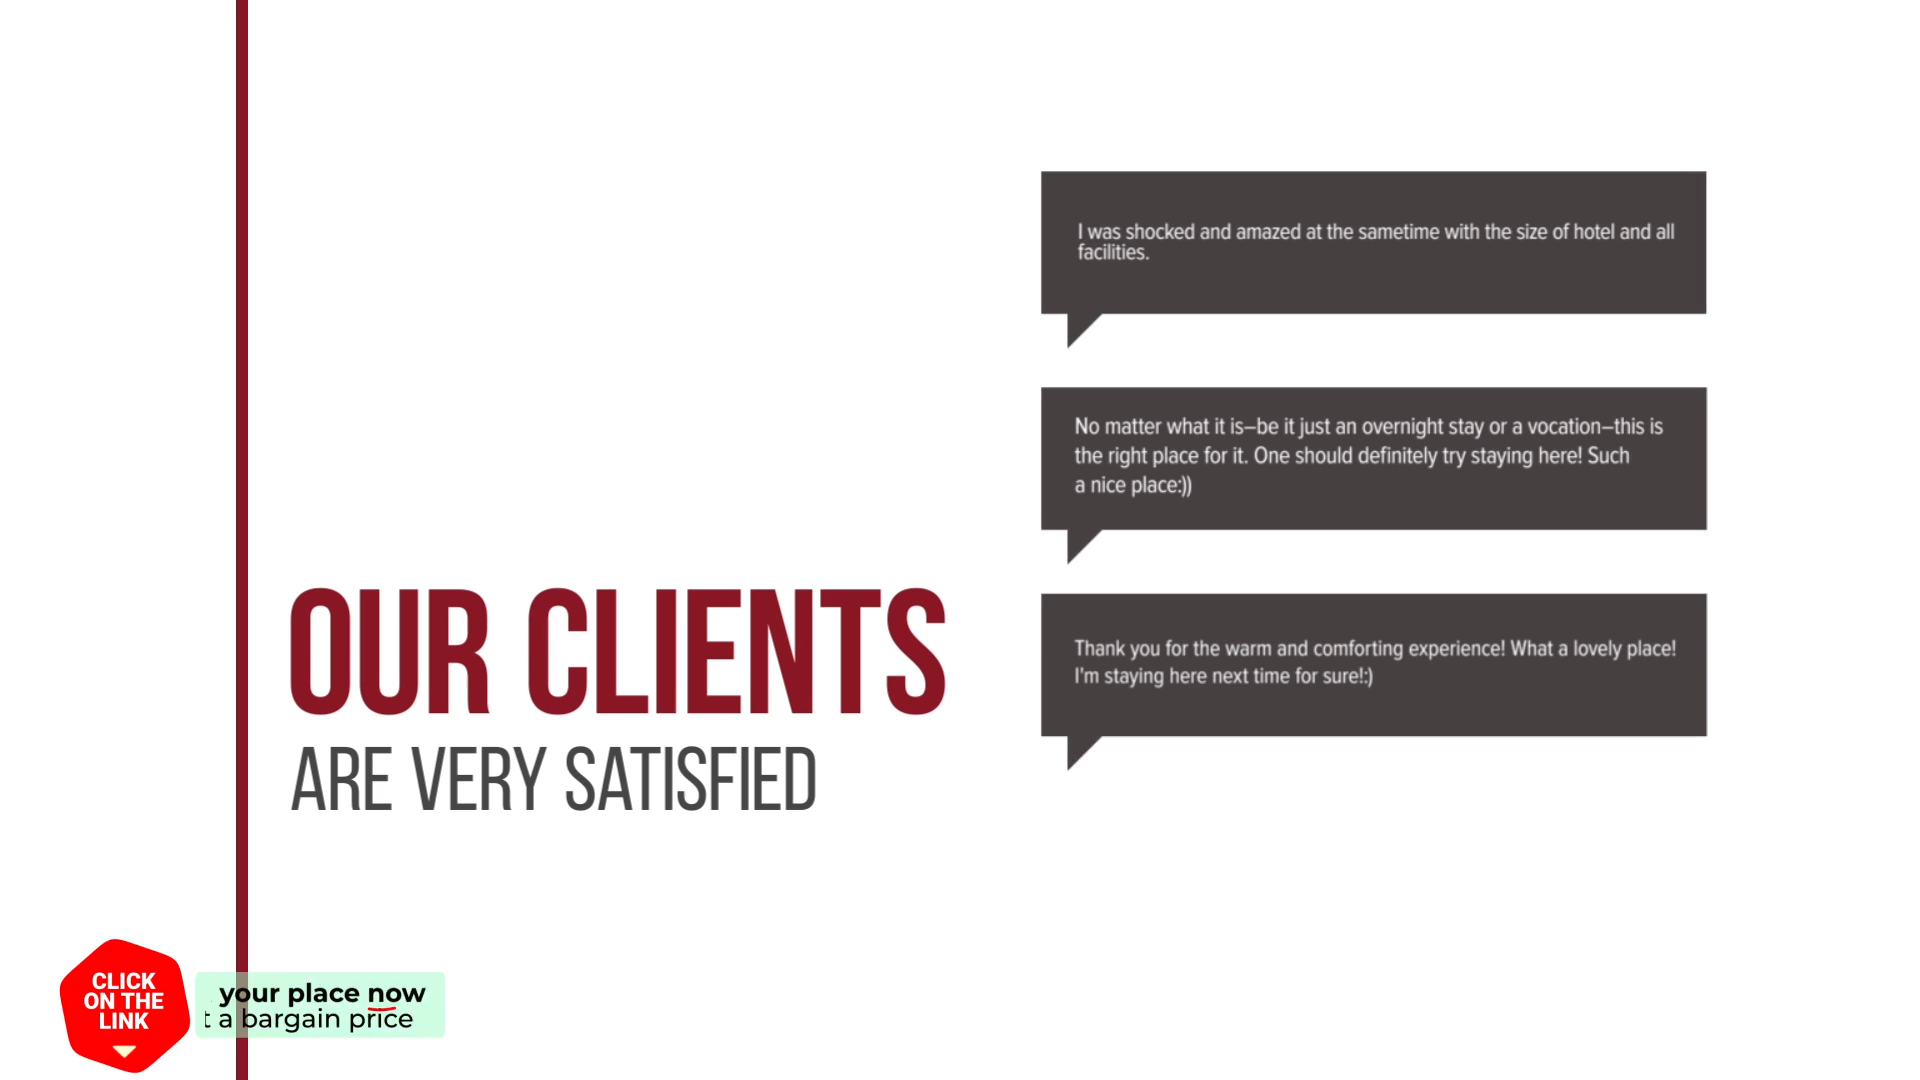 I was shocked and amazed at the sametime with the size of hotel and all
facilities.
No matter what it is–be it just an overnight stay or a vocation–this is
the right place for it. One should definitely try staying here! Such
a nice place:))
Thank you for the warm and comforting experience! What a lovely place!
I'm staying here next time for sure!:)
OUR CLIENTS
ARE VERY SATISFIED
CLICK
ON THE
LINK
your place now
t a bargain price